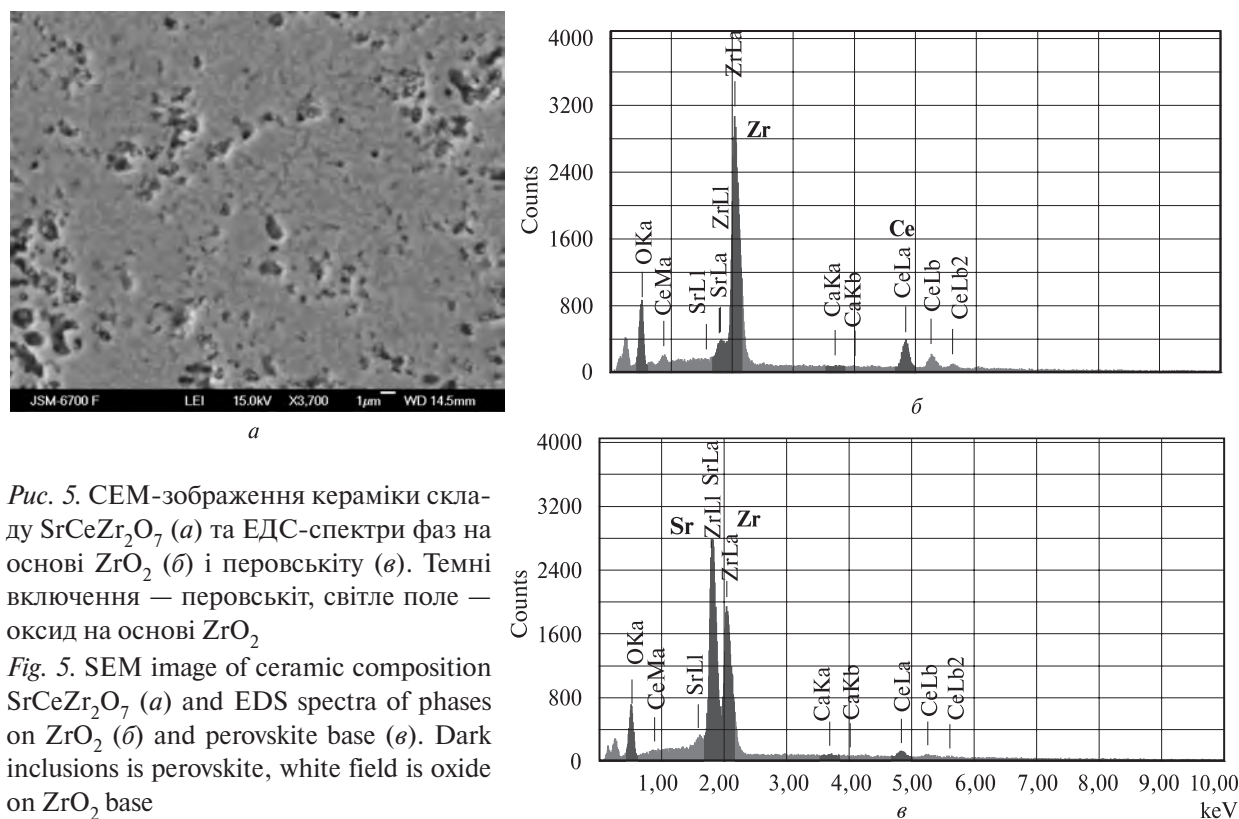 JSM-6700 F LEI 15.0kV X3,700 1µm WD 14.5mm
а
Рис. 5. СЕМ-зображення кераміки скла-
ду SrCeZr₂O₇ (а) та ЕДС-спектри фаз на
основі ZrO₂ (б) і перовськіту (в). Темні
включення — перовськіт, світле поле —
оксид на основі ZrO₂
Fig. 5. SEM image of ceramic composition
SrCeZr₂O₇ (а) and EDS spectra of phases
on ZrO₂ (б) and perovskite base (в). Dark
inclusions is perovskite, white field is oxide
on ZrO₂ base
Counts
4000
3200
2400
1600
800
0
OKa
CeMa
SrLl
SrLa
ZrLl
ZrLa
Zr
CaKa
CaKb
Ce
CeLa
CeLb
CeLb2
б
Counts
4000
3200
2400
1600
800
0
OKa
CeMa
SrLl
Sr
ZrLl
SrLa
ZrLa
Zr
CaKa
CaKb
CeLa
CeLb
CeLb2
1,00 2,00 3,00 4,00 5,00 6,00 7,00 8,00 9,00 10,00
keV
в